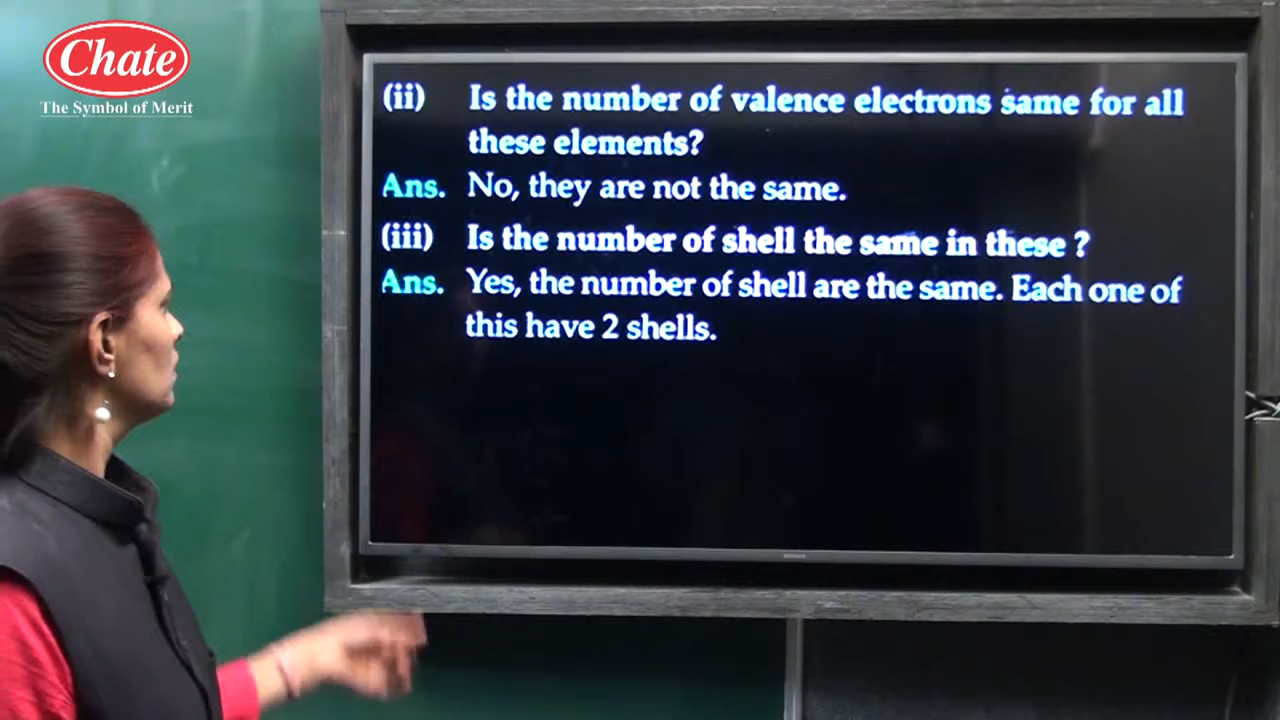 Chate
The Symbol of Merit
(ii) Is the number of valence electrons same for all
these elements?
Ans. No, they are not the same.
(iii) Is the number of shell the same in these ?
Ans. Yes, the number of shell are the same. Each one of
this have 2 shells.